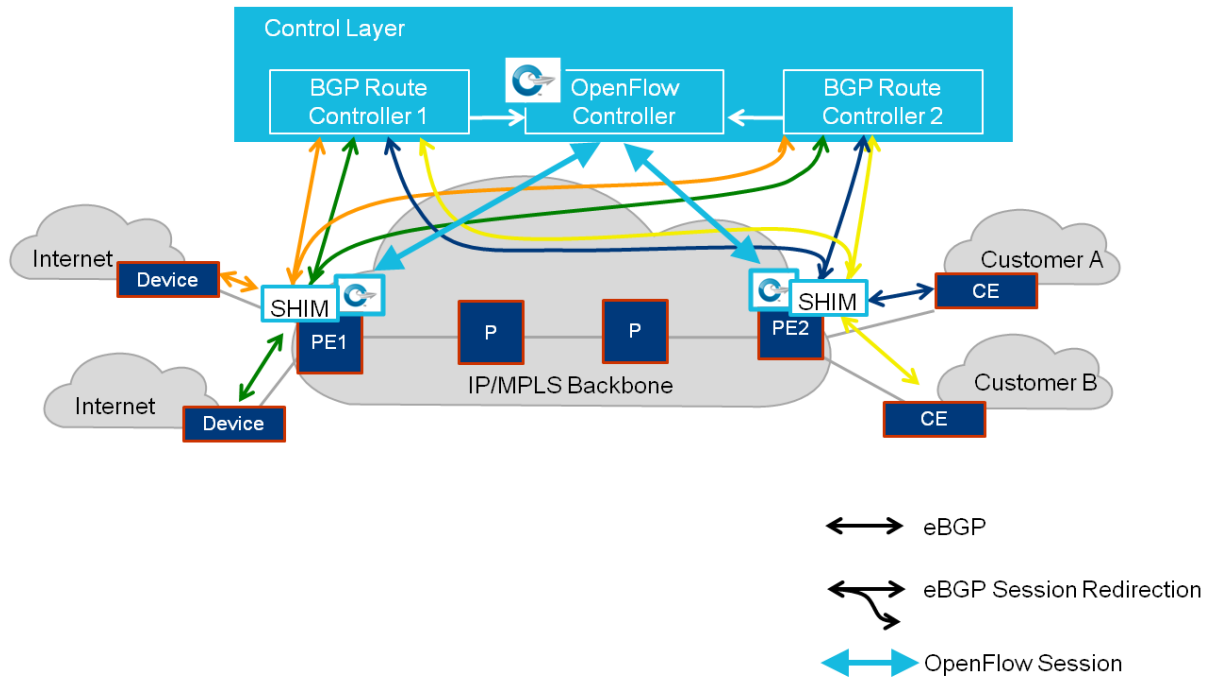 Control Layer
BGP Route
Controller 1
OpenFlow
Controller
BGP Route
Controller 2
Internet
Device
SHIM
PE1
P
P
SHIM
PE2
Customer A
CE
IP/MPLS Backbone
Internet
Device
Customer B
CE
eBGP
eBGP Session Redirection
OpenFlow Session